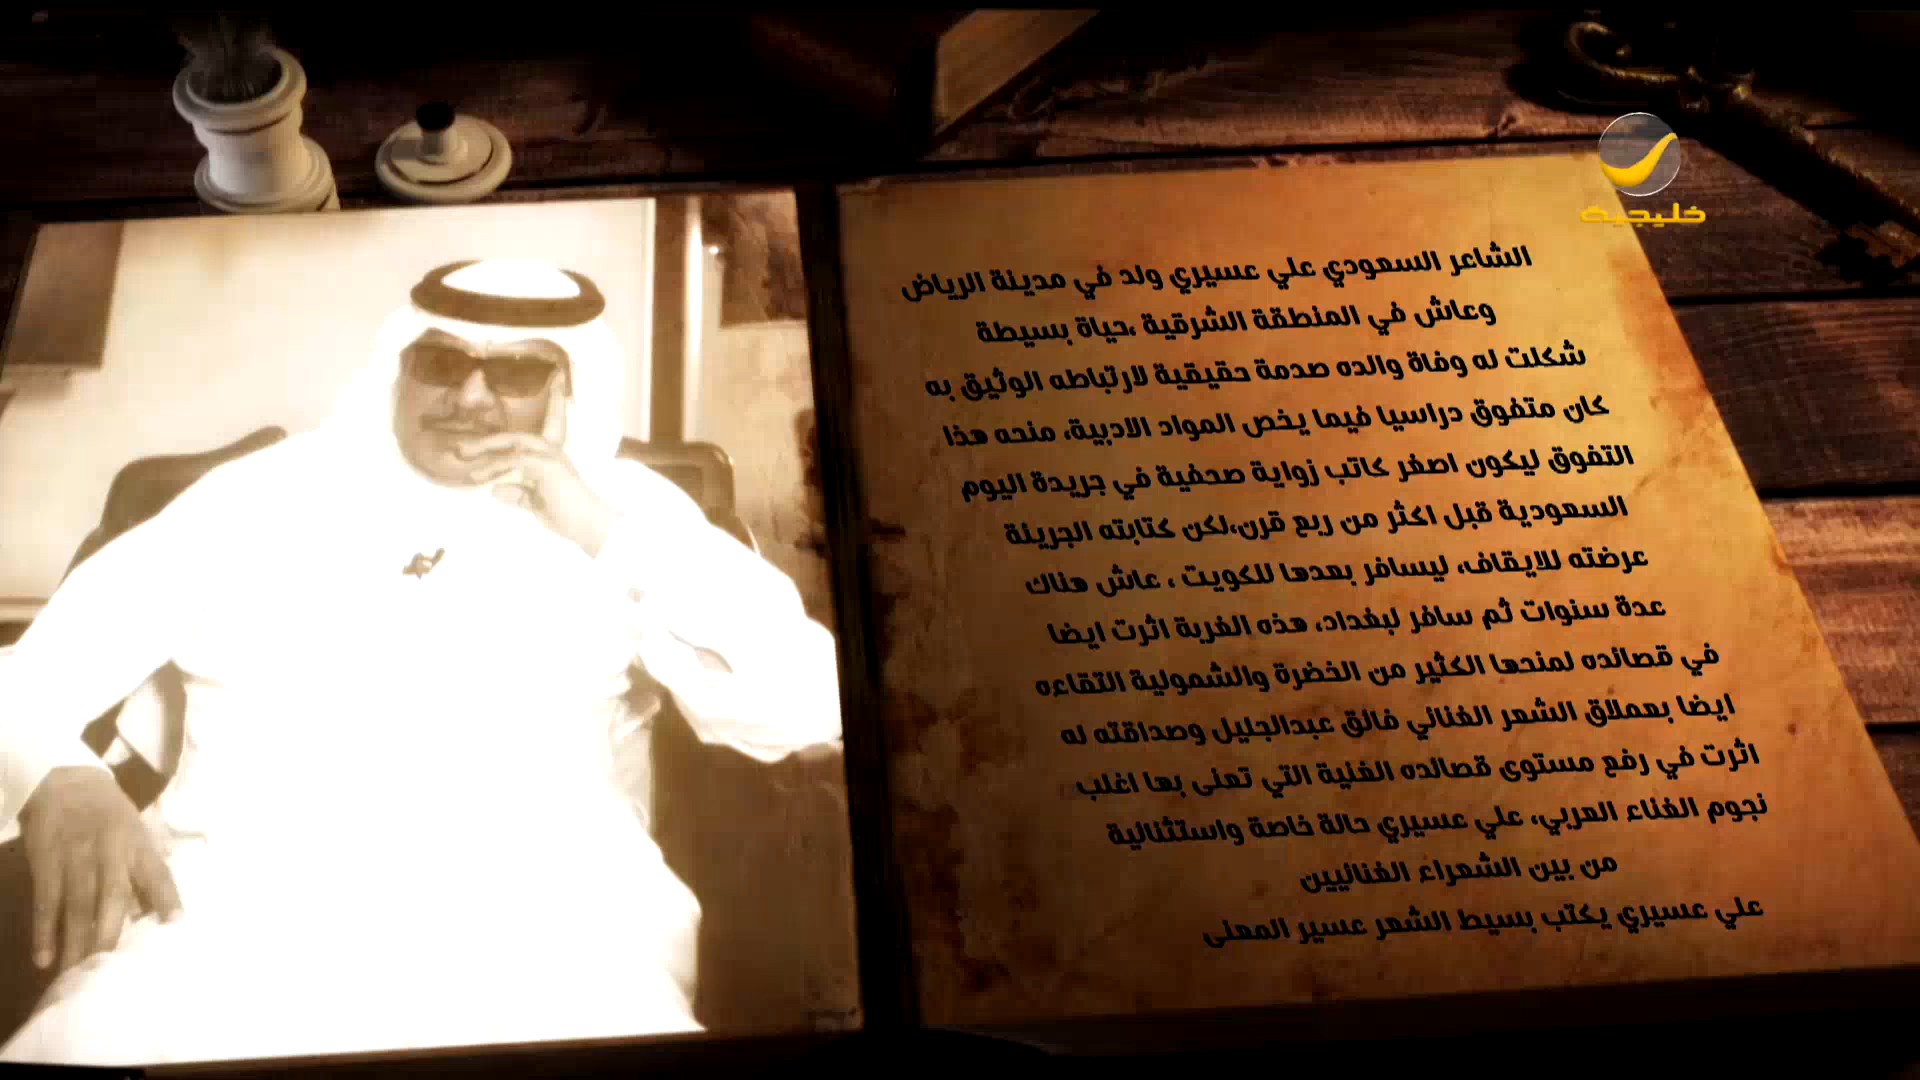 خليجية
الشاعر السعودي علي عسيري ولد في مدينة الرياض
وعاش في المنطقة الشرقية ،حياة بسيطة
شكلت له وفاة والده صدمة حقيقية لارتباطه الوثيق به
كان متفوق دراسيا فيما يخص المواد الادبية، منحه هذا
التفوق ليكون اصغر كاتب زواية صحفية في جريدة اليوم
السعودية قبل اكثر من ربع قرن،لكن كتابته الجريئة
عرضته للايقاف، ليسافر بعدها للكويت ، عاش هناك
عدة سنوات ثم سافر لبغداد، هذه الغربة اثرت ايضا
في قصائده لمنحها الكثير من الخضرة والشمولية التقاءه
ايضا بعملاق الشعر الغنائي فائق عبدالجليل وصداقته له
اثرت في رفع مستوى قصائده الغنية التي تعنى بها اغلب
نجوم الغناء العربي، علي عسيري حالة خاصة واستثنائية
من بين الشعراء الغنائيين
علي عسيري يكتب بسيط الشعر عسير المعنى